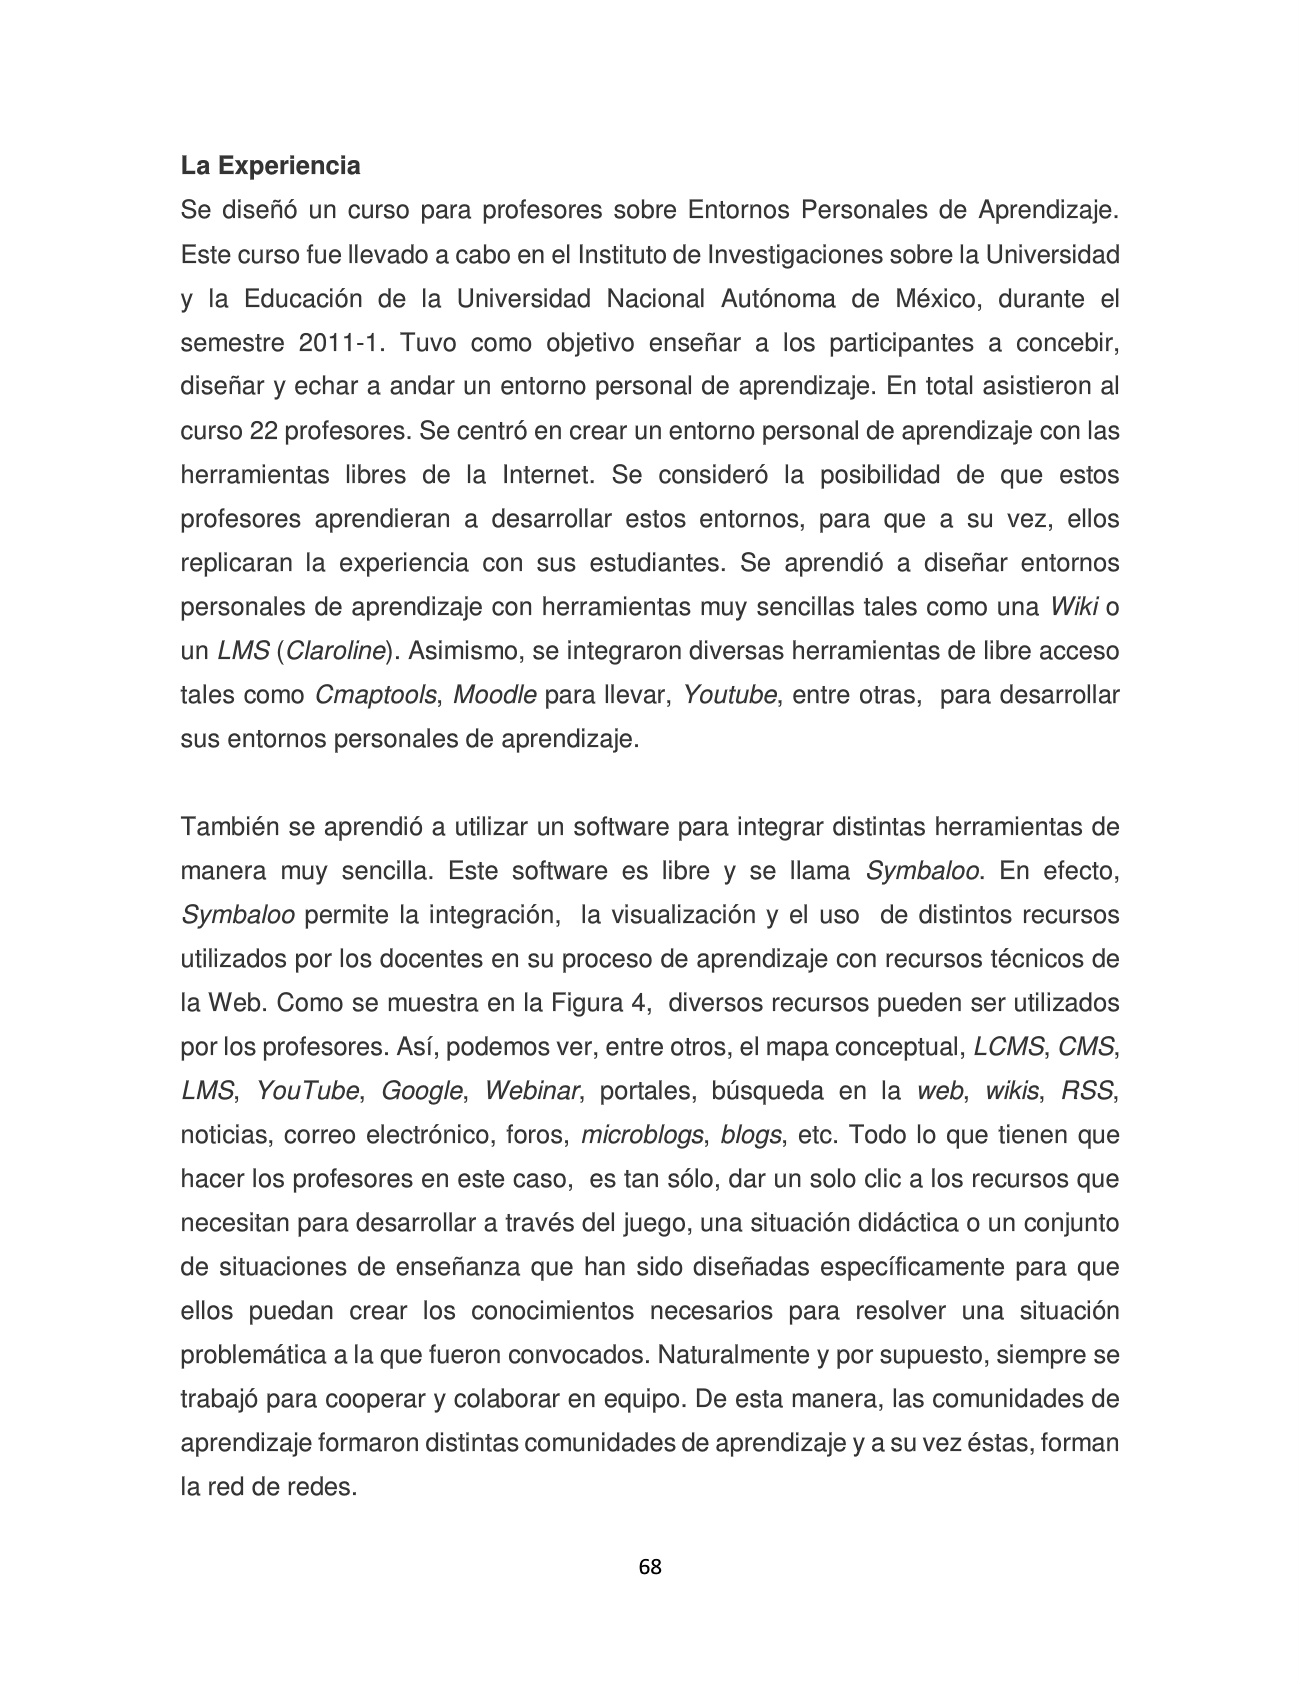 La Experiencia
Se diseñó un curso para profesores sobre Entornos Personales de Aprendizaje.
Este curso fue llevado a cabo en el Instituto de Investigaciones sobre la Universidad
y la Educación de la Universidad Nacional Autónoma de México, durante el
semestre 2011-1. Tuvo como objetivo enseñar a los participantes a concebir,
diseñar y echar a andar un entorno personal de aprendizaje. En total asistieron al
curso 22 profesores. Se centró en crear un entorno personal de aprendizaje con las
herramientas libres de la Internet. Se consideró la posibilidad de que estos
profesores aprendieran a desarrollar estos entornos, para que a su vez, ellos
replicaran la experiencia con sus estudiantes. Se aprendió a diseñar entornos
personales de aprendizaje con herramientas muy sencillas tales como una Wiki o
un LMS (Claroline). Asimismo, se integraron diversas herramientas de libre acceso
tales como Cmaptools, Moodle para llevar, Youtube, entre otras, para desarrollar
sus entornos personales de aprendizaje.
También se aprendió a utilizar un software para integrar distintas herramientas de
manera muy sencilla. Este software es libre y se llama Symbaloo. En efecto,
Symbaloo permite la integración, la visualización y el uso de distintos recursos
utilizados por los docentes en su proceso de aprendizaje con recursos técnicos de
la Web. Como se muestra en la Figura 4, diversos recursos pueden ser utilizados
por los profesores. Así, podemos ver, entre otros, el mapa conceptual, LCMS, CMS,
LMS, YouTube, Google, Webinar, portales, búsqueda en la web, wikis, RSS,
noticias, correo electrónico, foros, microblogs, blogs, etc. Todo lo que tienen que
hacer los profesores en este caso, es tan sólo, dar un solo clic a los recursos que
necesitan para desarrollar a través del juego, una situación didáctica o un conjunto
de situaciones de enseñanza que han sido diseñadas específicamente para que
ellos puedan crear los conocimientos necesarios para resolver una situación
problemática a la que fueron convocados. Naturalmente y por supuesto, siempre se
trabajó para cooperar y colaborar en equipo. De esta manera, las comunidades de
aprendizaje formaron distintas comunidades de aprendizaje y a su vez éstas, forman
la red de redes.
68